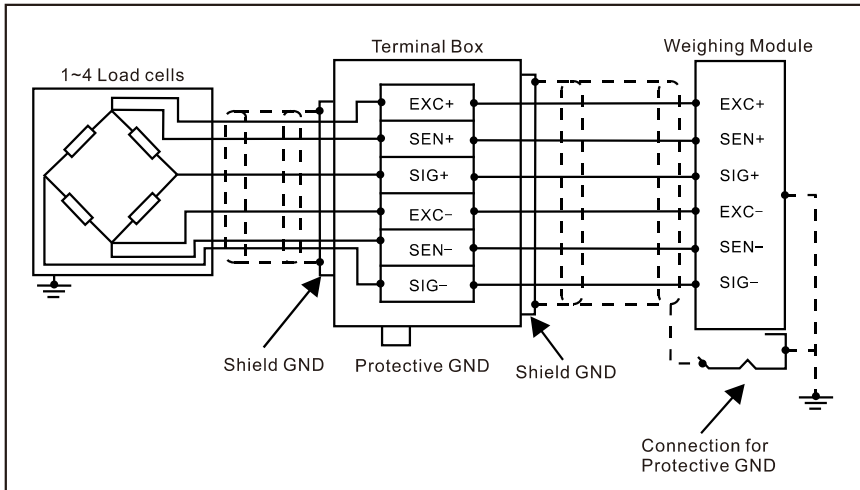 Terminal Box
Weighing Module
1~4 Load cells
EXC+
SEN+
SIG+
EXC−
SEN−
SIG−
EXC+
SEN+
SIG+
EXC−
SEN−
SIG−
Shield GND
Protective GND
Shield GND
Connection for
Protective GND